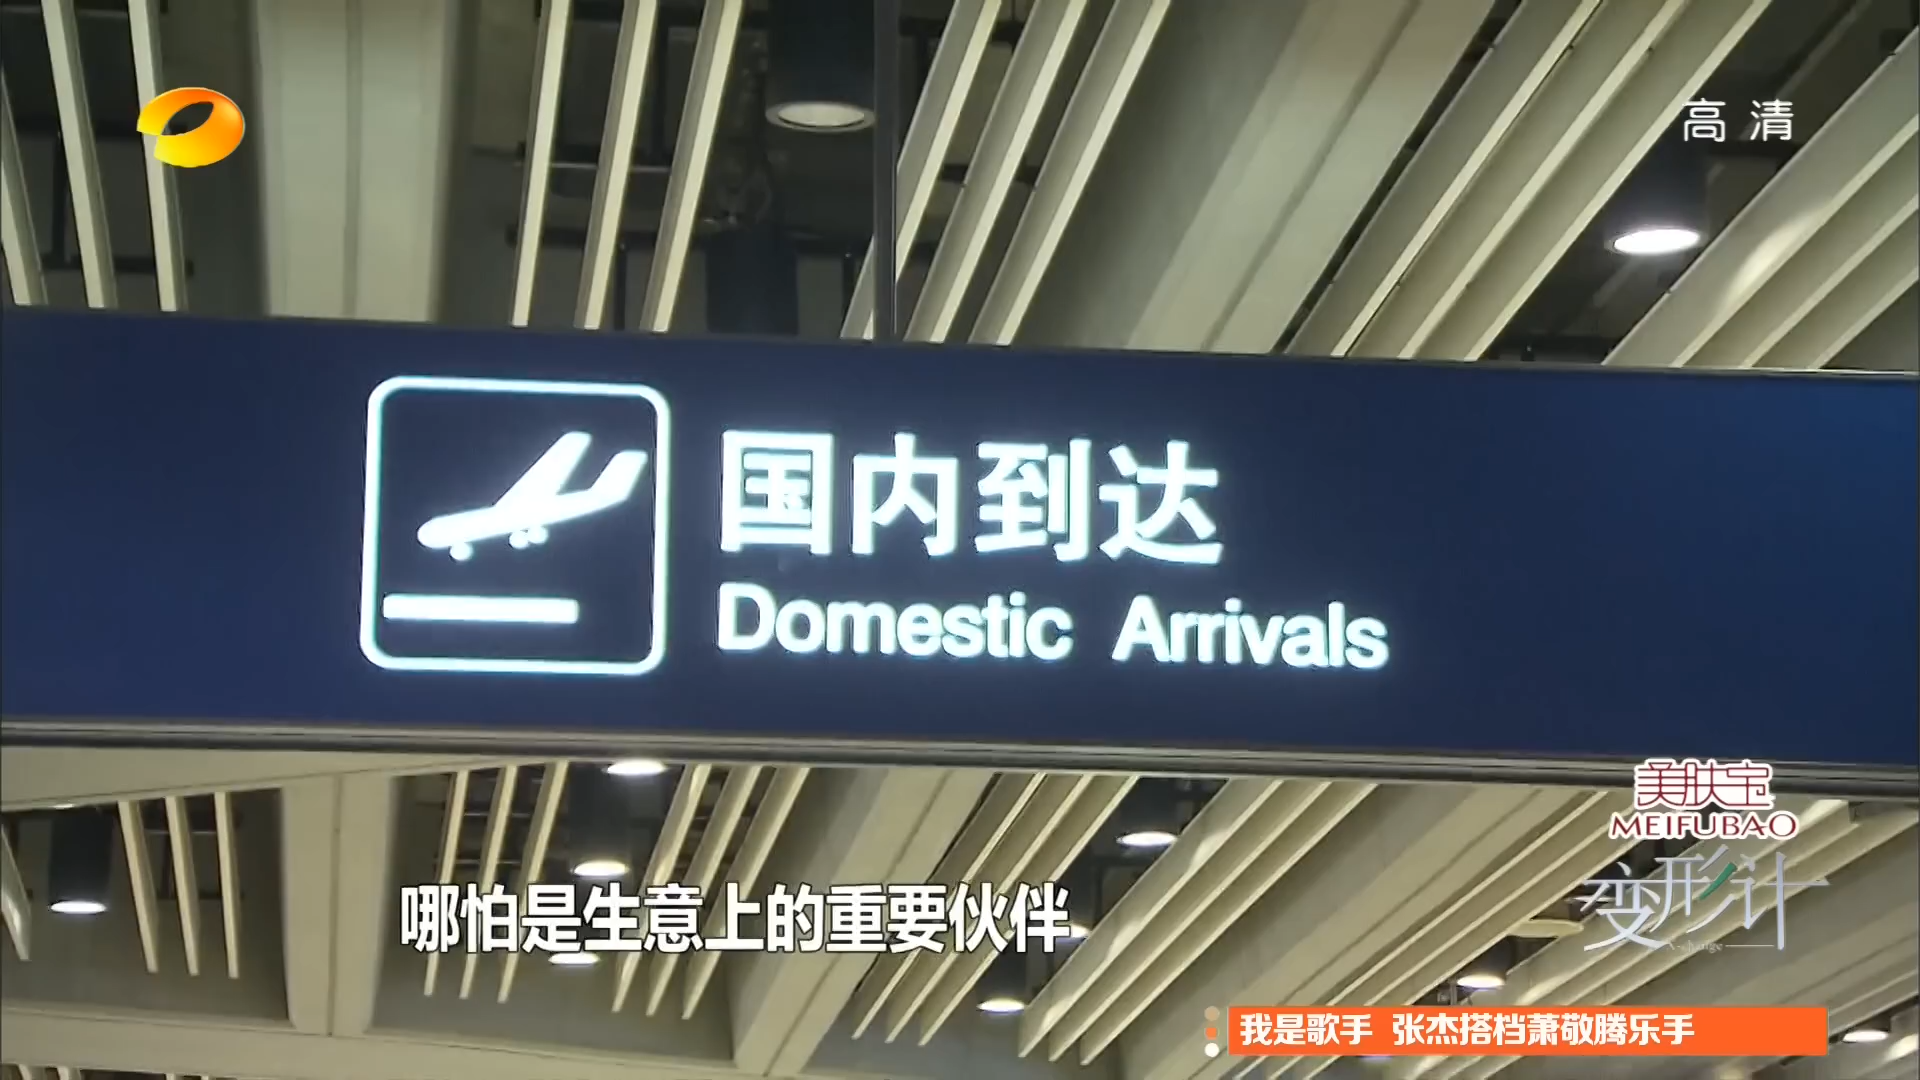 高清
国内到达
Domestic Arrivals
美肤宝
MEIFUBAO
变形计
X-change
哪怕是生意上的重要伙伴
我是歌手 张杰搭档萧敬腾乐手